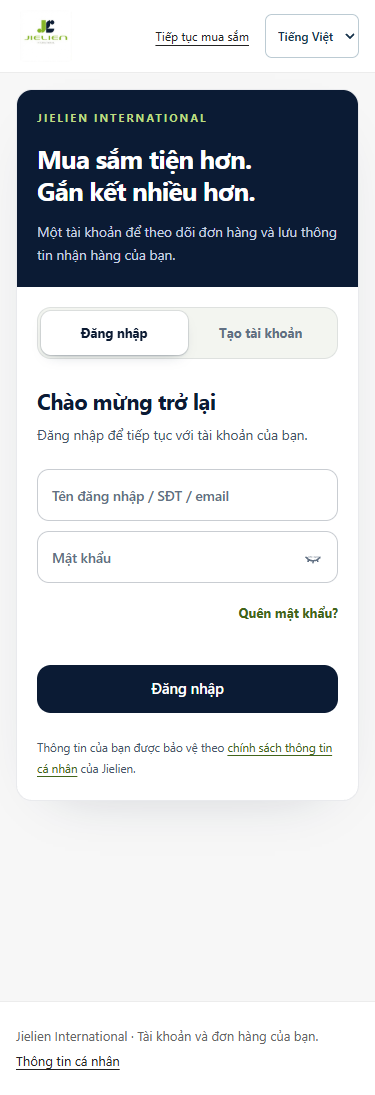 JIELIEN
Tiếp tục mua sắm
Tiếng Việt
JIELIEN INTERNATIONAL
Mua sắm tiện hơn.
Gắn kết nhiều hơn.
Một tài khoản để theo dõi đơn hàng và lưu thông
tin nhận hàng của bạn.
Đăng nhập
Tạo tài khoản
Chào mừng trở lại
Đăng nhập để tiếp tục với tài khoản của bạn.
Tên đăng nhập / SĐT / email
Mật khẩu
Quên mật khẩu?
Đăng nhập
Thông tin của bạn được bảo vệ theo chính sách thông tin
cá nhân của Jielien.
Jielien International · Tài khoản và đơn hàng của bạn.
Thông tin cá nhân